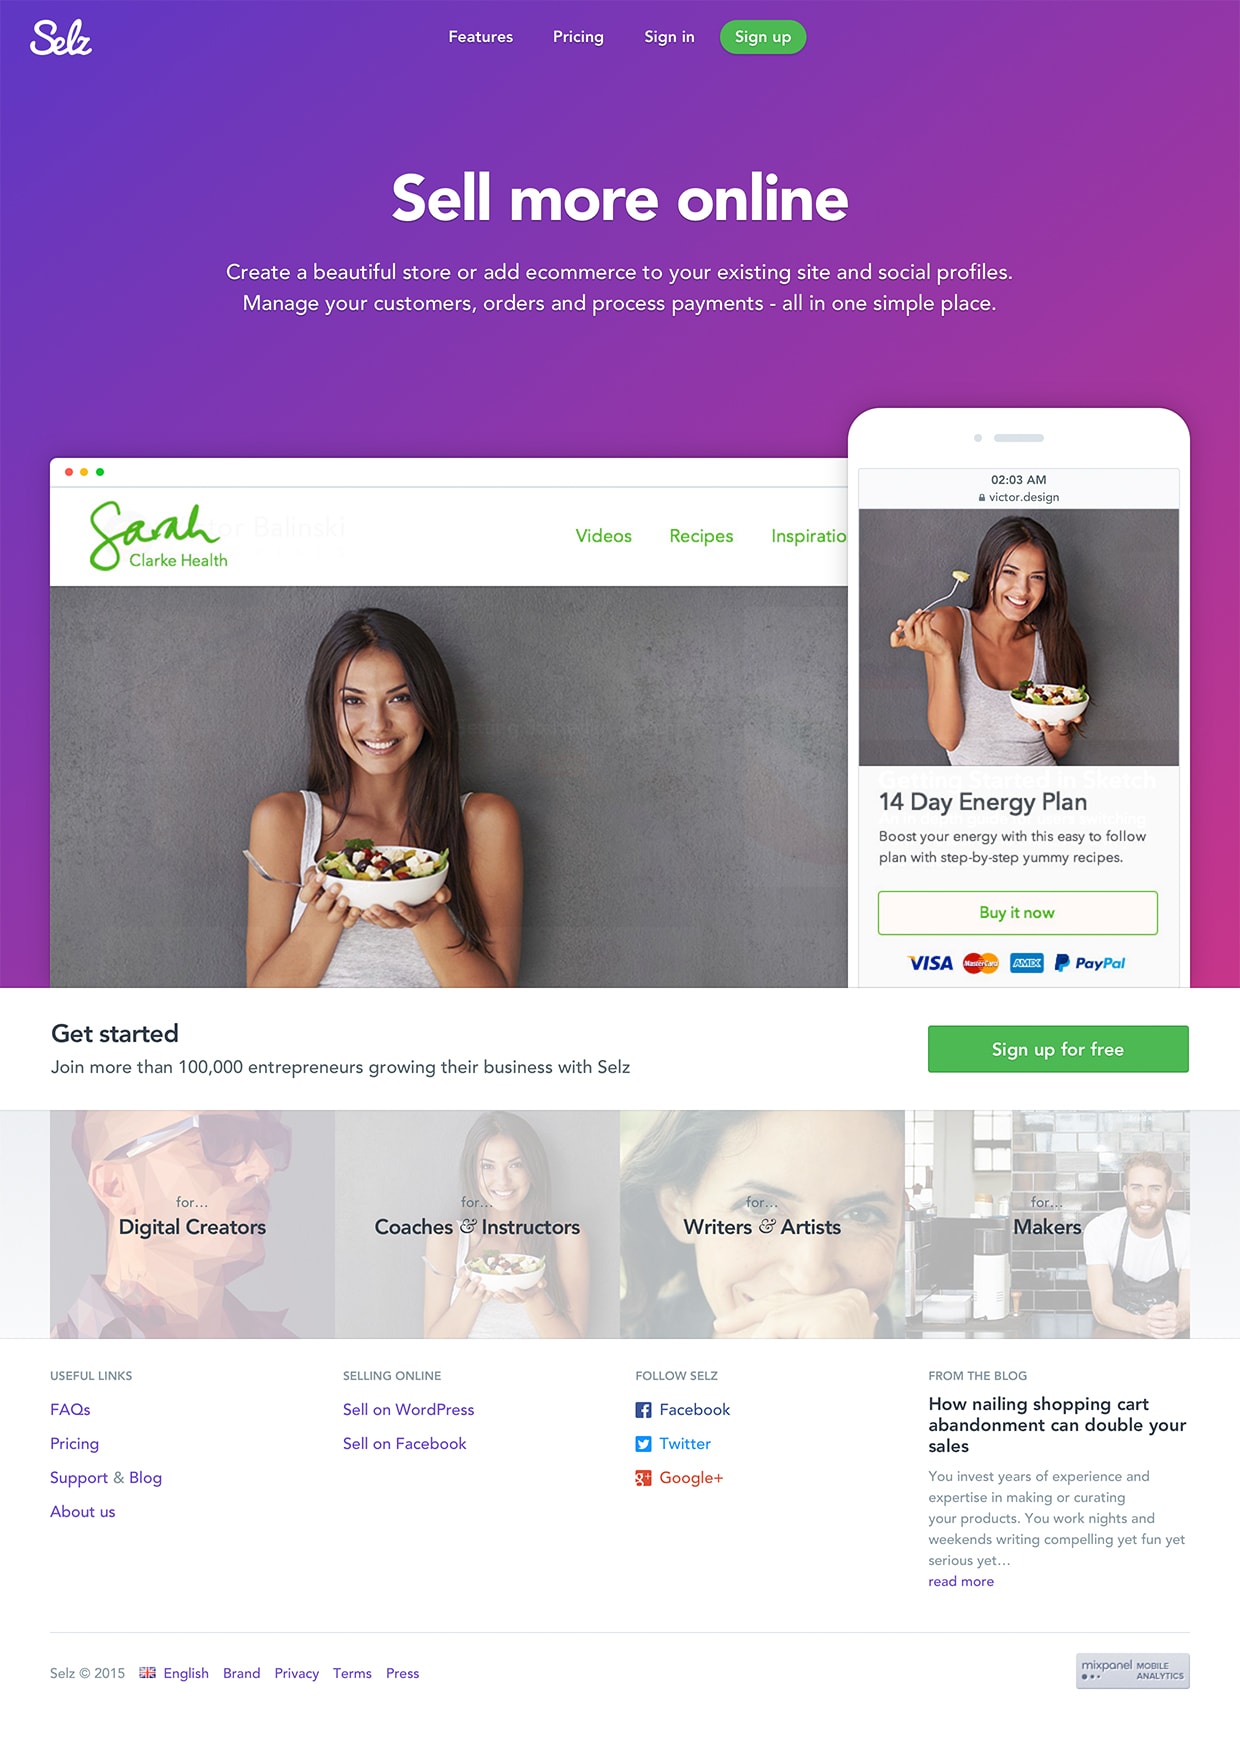 Selz
Features Pricing Sign in Sign up
Sell more online
Create a beautiful store or add ecommerce to your existing site and social profiles.
Manage your customers, orders and process payments - all in one simple place.
Sarah
Clarke Health
Balinski
Videos Recipes Inspiratio
02:03 AM
victor.design
Getting Started in Sketch
14 Day Energy Plan
Boost your energy with this easy to follow
plan with step-by-step yummy recipes.
Buy it now
VISA MasterCard AMEX PayPal
Get started
Join more than 100,000 entrepreneurs growing their business with Selz
Sign up for free
for...
Digital Creators
for...
Coaches & Instructors
for...
Writers & Artists
for...
Makers
USEFUL LINKS
FAQs
Pricing
Support & Blog
About us
SELLING ONLINE
Sell on WordPress
Sell on Facebook
FOLLOW SELZ
Facebook
Twitter
Google+
FROM THE BLOG
How nailing shopping cart
abandonment can double your
sales
You invest years of experience and
expertise in making or curating
your products. You work nights and
weekends writing compelling yet fun yet
serious yet...
read more
Selz © 2015 English Brand Privacy Terms Press
mixpanel MOBILE
ANALYTICS